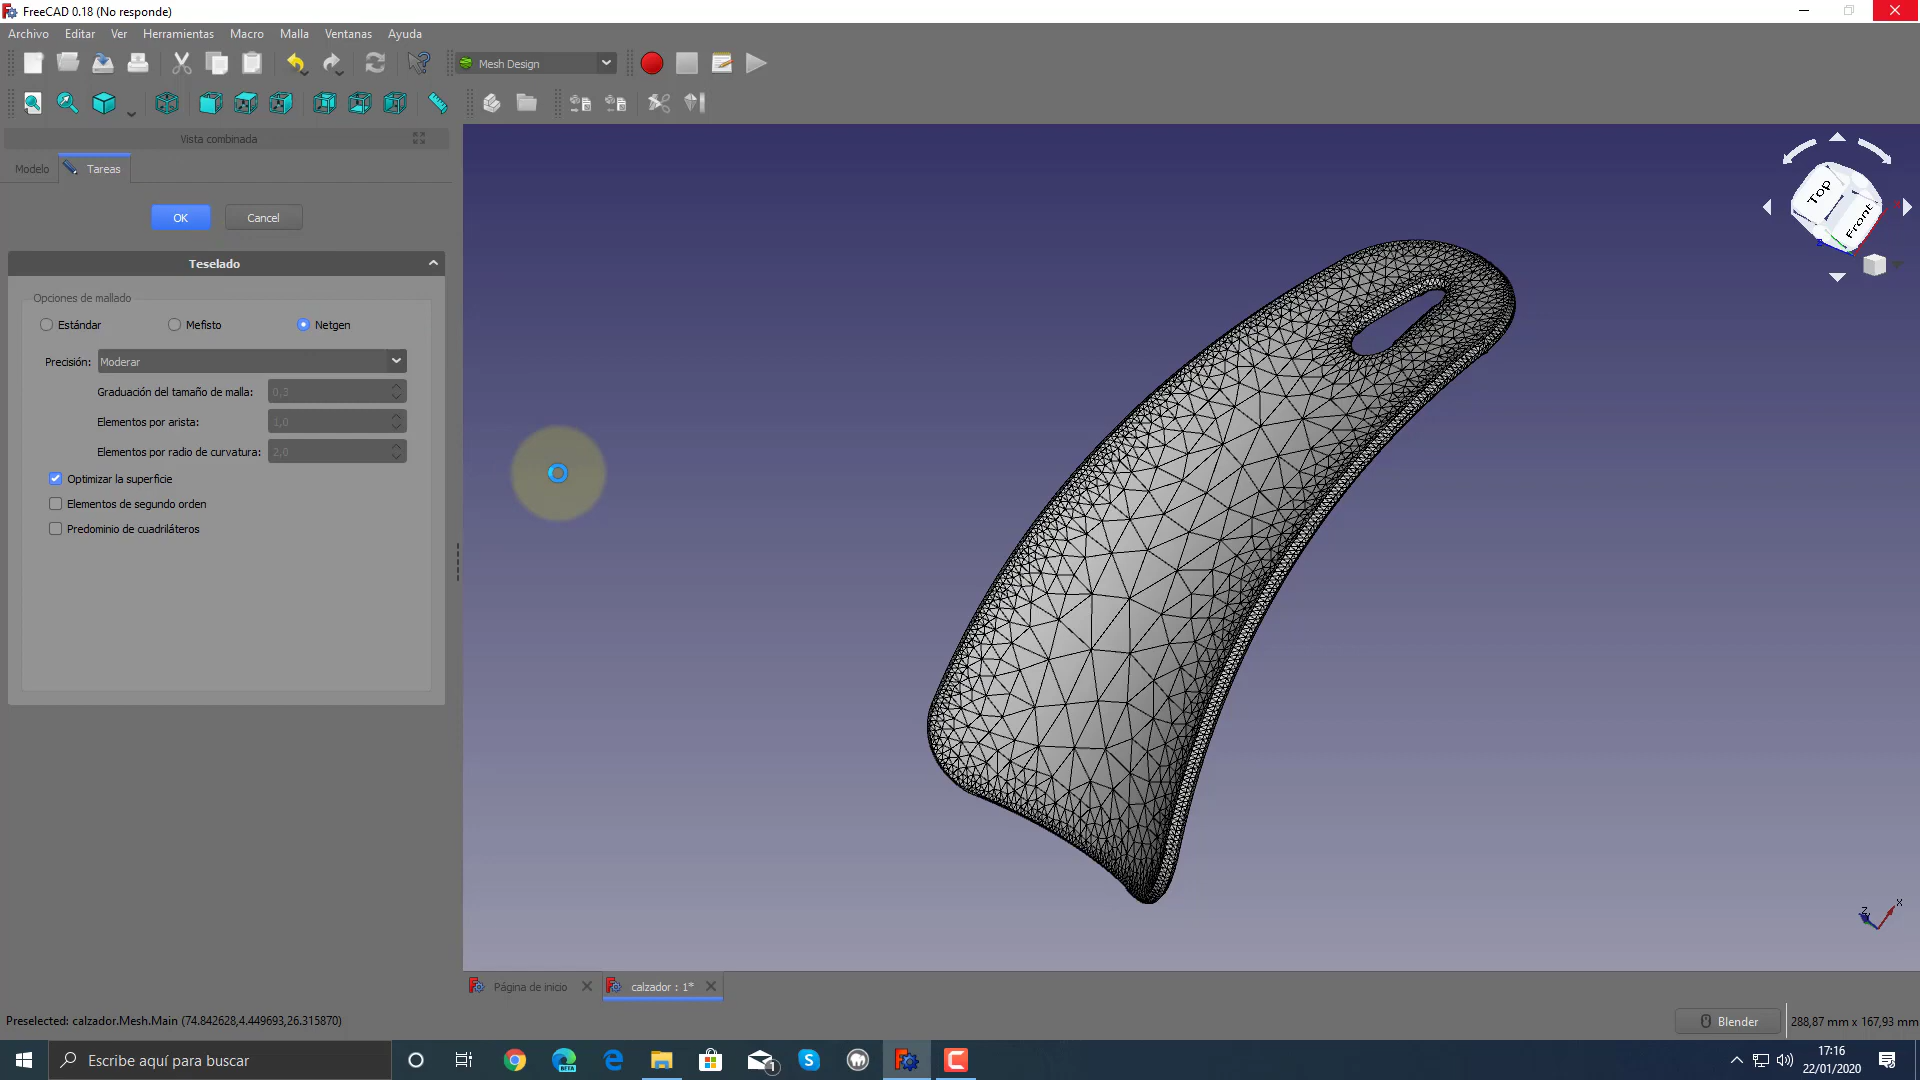 FreeCAD 0.18 (No responde)
Archivo Editar Ver Herramientas Macro Malla Ventanas Ayuda
Mesh Design
Vista combinada
Modelo Tareas
OK Cancel
Teselado
Opciones de mallado
Estándar Mefisto Netgen
Precisión: Moderar
Graduación del tamaño de malla: 0,3
Elementos por arista: 1,0
Elementos por radio de curvatura: 2,0
Optimizar la superficie
Elementos de segundo orden
Predominio de cuadriláteros
Top
Front
X
Z
X
Z
Página de inicio calzador : 1*
Preselected: calzador.Mesh.Main (74.842628,4.449693,26.315870)
Blender 288,87 mm x 167,93 mm
Escribe aquí para buscar
BETA
1
17:16
22/01/2020